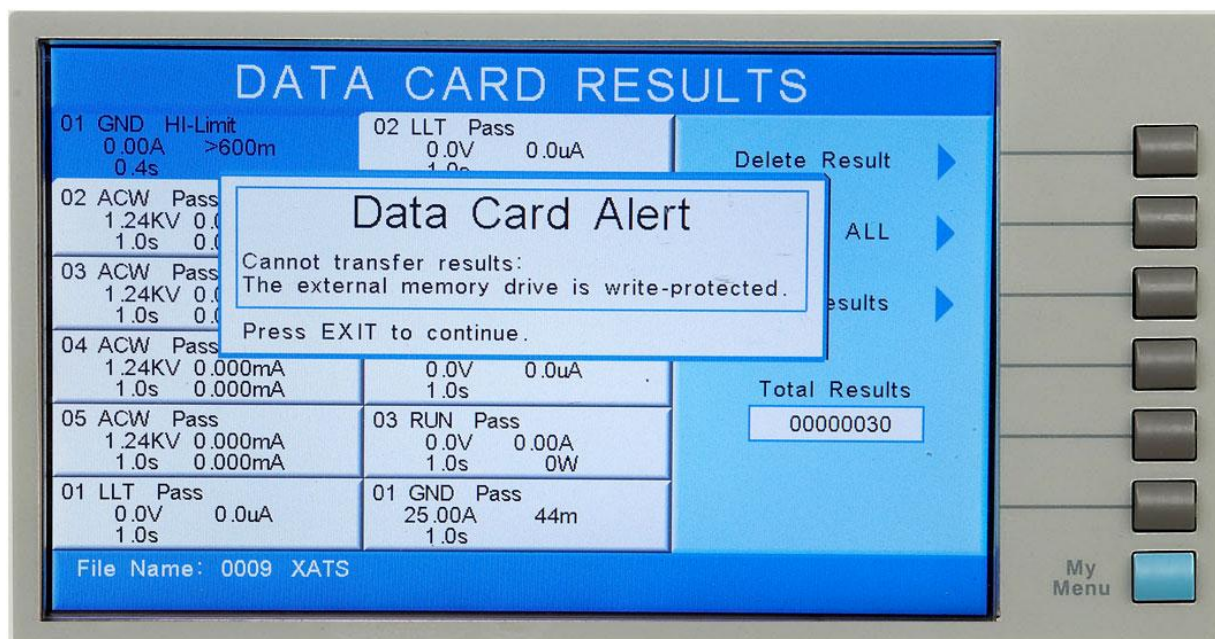 DATA CARD RESULTS
01 GND HI-Limit
0.00A >600m
0.4s
02 ACW Pass
1.24KV
1.0s
03 ACW Pass
1.24KV
1.0s
04 ACW Pass
1.24KV 0.000mA
1.0s 0.000mA
05 ACW Pass
1.24KV 0.000mA
1.0s 0.000mA
01 LLT Pass
0.0V 0.0uA
1.0s
02 LLT Pass
0.0V 0.0uA
1.0s
Data Card Alert
Cannot transfer results:
The external memory drive is write-protected.
Press EXIT to continue.
0.0V 0.0uA
1.0s
03 RUN Pass
0.0V 0.00A
1.0s 0W
01 GND Pass
25.00A 44m
1.0s
Delete Result
ALL
Total Results
00000030
File Name: 0009 XATS
My
Menu